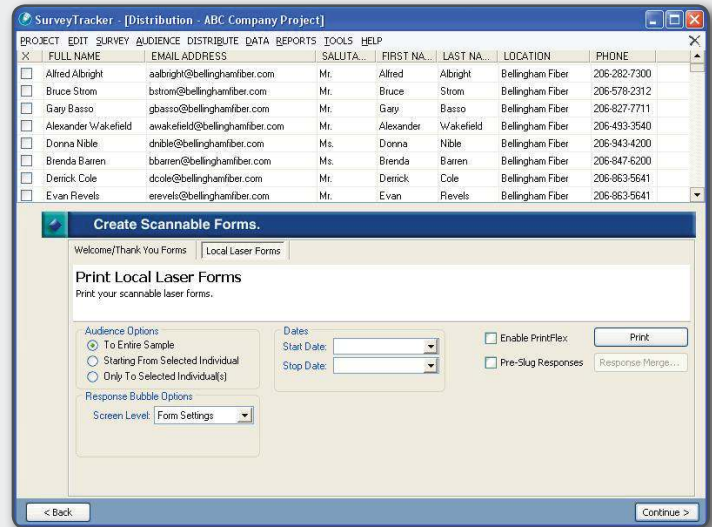 SurveyTracker - [Distribution - ABC Company Project]
PROJECT EDIT SURVEY AUDIENCE DISTRIBUTE DATA REPORTS TOOLS HELP
X FULL NAME EMAIL ADDRESS SALUTA... FIRST NA... LAST NA... LOCATION PHONE
Alfred Albright aalbright@bellinghamfiber.com Mr. Alfred Albright Bellingham Fiber 206-282-7300
Bruce Strom bstrom@bellinghamfiber.com Mr. Bruce Strom Bellingham Fiber 206-578-2312
Gary Basso gbasso@bellinghamfiber.com Mr. Gary Basso Bellingham Fiber 206-827-7711
Alexander Wakefield awakefield@bellinghamfiber.com Mr. Alexander Wakefield Bellingham Fiber 206-493-3540
Donna Nible dnible@bellinghamfiber.com Ms. Donna Nible Bellingham Fiber 206-943-4200
Brenda Barren bbarren@bellinghamfiber.com Ms. Brenda Barren Bellingham Fiber 206-847-6200
Derrick Cole dcole@bellinghamfiber.com Mr. Derrick Cole Bellingham Fiber 206-863-5641
Evan Revels erevels@bellinghamfiber.com Mr. Evan Revels Bellingham Fiber 206-863-5641
Create Scannable Forms.
Welcome/Thank You Forms Local Laser Forms
Print Local Laser Forms
Print your scannable laser forms.
Audience Options Dates
To Entire Sample Start Date: Enable PrintFlex Print
Starting From Selected Individual Stop Date: Pre-Slug Responses Response Merge...
Only To Selected Individual(s)
Response Bubble Options
Screen Level: Form Settings
< Back Continue >